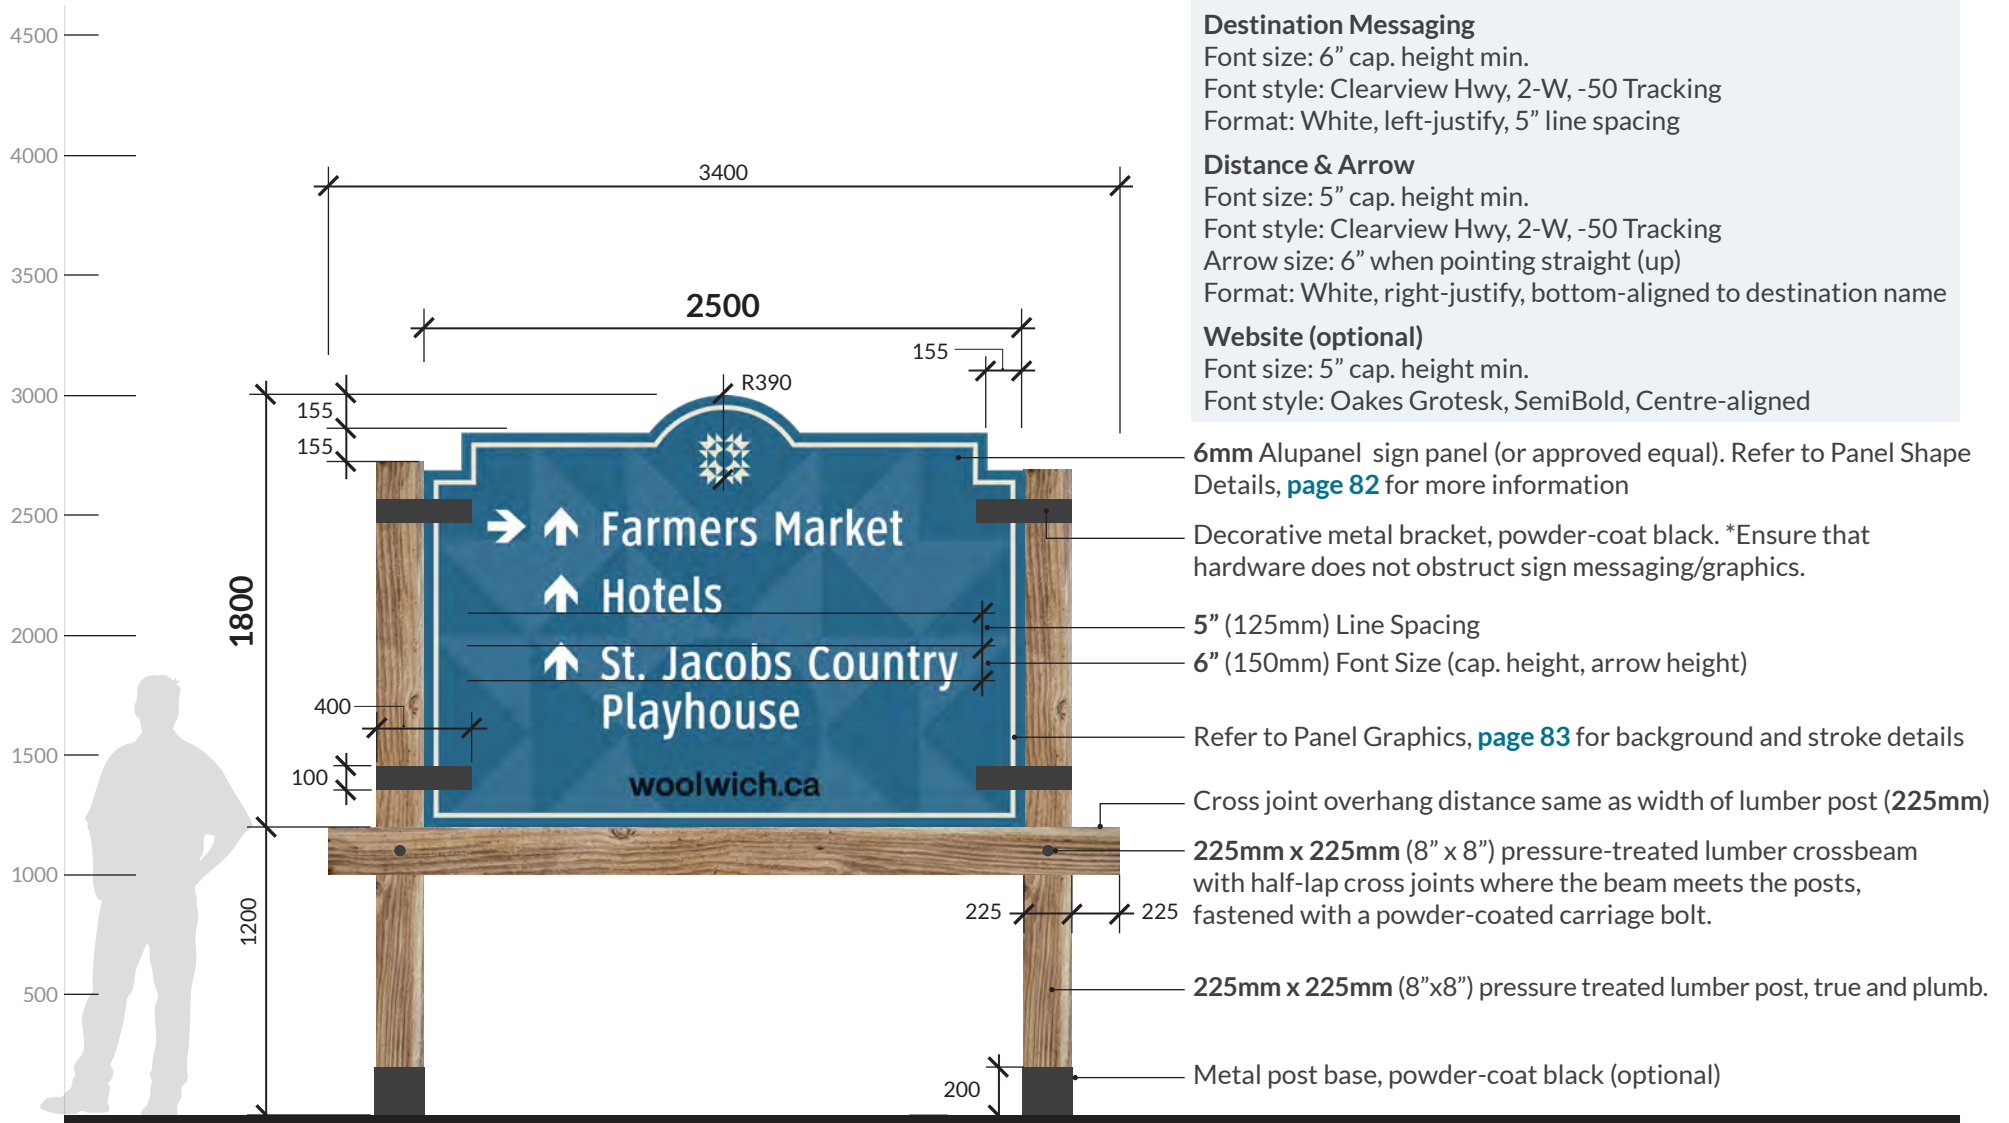 Destination Messaging
Font size: 6” cap. height min.
Font style: Clearview Hwy, 2-W, -50 Tracking
Format: White, left-justify, 5” line spacing
Distance & Arrow
Font size: 5” cap. height min.
Font style: Clearview Hwy, 2-W, -50 Tracking
Arrow size: 6” when pointing straight (up)
Format: White, right-justify, bottom-aligned to destination name
Website (optional)
Font size: 5” cap. height min.
Font style: Oakes Grotesk, SemiBold, Centre-aligned
6mm Alupanel sign panel (or approved equal). Refer to Panel Shape
Details, page 82 for more information
Decorative metal bracket, powder-coat black. *Ensure that
hardware does not obstruct sign messaging/graphics.
5” (125mm) Line Spacing
6” (150mm) Font Size (cap. height, arrow height)
Refer to Panel Graphics, page 83 for background and stroke details
Cross joint overhang distance same as width of lumber post (225mm)
225mm x 225mm (8” x 8”) pressure-treated lumber crossbeam
with half-lap cross joints where the beam meets the posts,
fastened with a powder-coated carriage bolt.
225mm x 225mm (8”x8”) pressure treated lumber post, true and plumb.
Metal post base, powder-coat black (optional)
4500
4000
3500
3000
2500
2000
1500
1000
500
3400
2500
155
R390
155
155
1800
400
100
1200
225
225
200
Farmers Market
Hotels
St. Jacobs Country
Playhouse
woolwich.ca